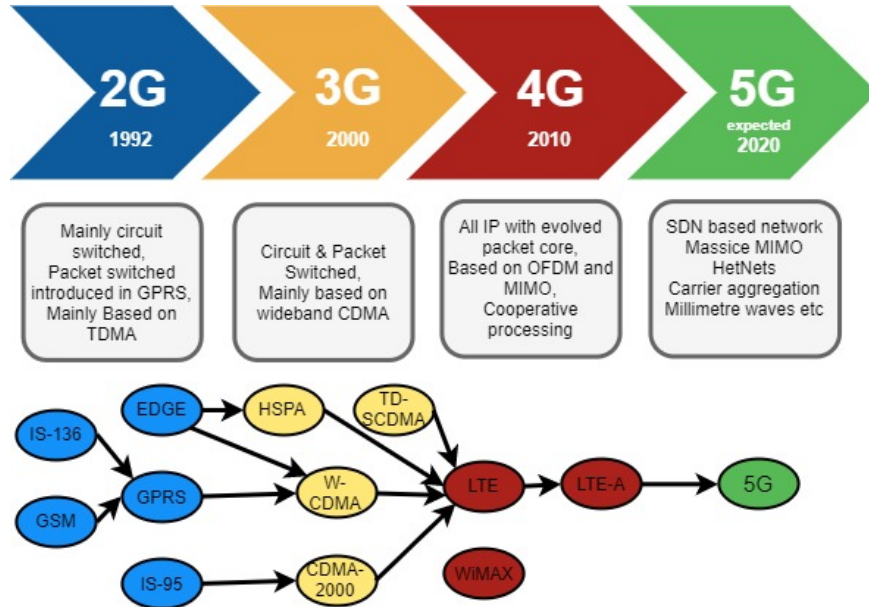 2G
1992
3G
2000
4G
2010
5G
expected
2020
Mainly circuit
switched,
Packet switched
introduced in GPRS,
Mainly Based on
TDMA
Circuit & Packet
Switched,
Mainly based on
wideband CDMA
All IP with evolved
packet core,
Based on OFDM and
MIMO,
Cooperative
processing
SDN based network
Massice MIMO
HetNets
Carrier aggregation
Millimetre waves etc
EDGE
HSPA
TD-
SCDMA
IS-136
GPRS
W-
CDMA
LTE
LTE-A
5G
GSM
IS-95
CDMA-
2000
WiMAX